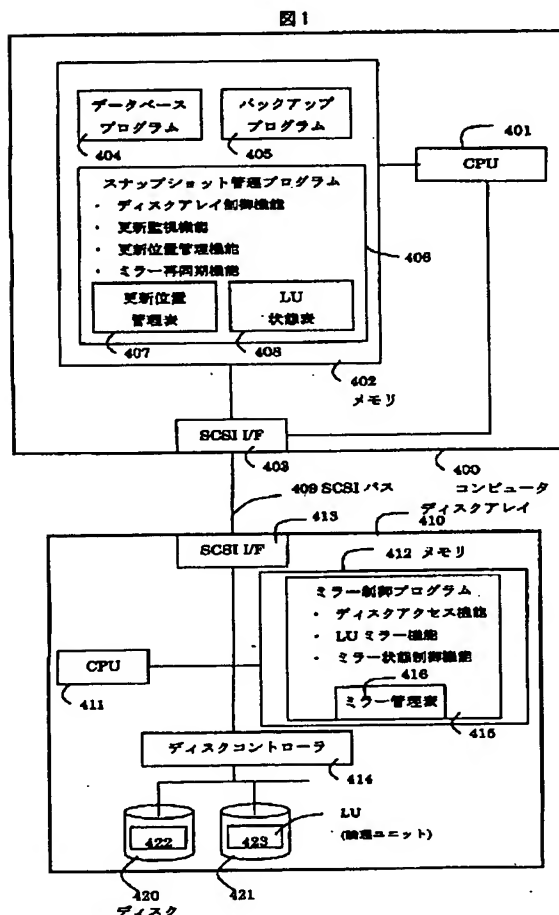 図1
データベース
プログラム
404
バックアップ
プログラム
405
401
CPU
スナップショット管理プログラム
・ ディスクアレイ制御機能
・ 更新監視機能
・ 更新位置管理機能
・ ミラー再同期機能
406
更新位置
管理表
407
LU
状態表
408
402
メモリ
SCSI I/F
403
400
コンピュータ
409 SCSI バス
410
ディスクアレイ
413
SCSI I/F
412 メモリ
ミラー制御プログラム
・ ディスクアクセス機能
・ LU ミラー機能
・ ミラー状態制御機能
416
ミラー管理表
415
CPU
411
ディスクコントローラ
414
422
423
LU
(論理ユニット)
420
421
ディスク